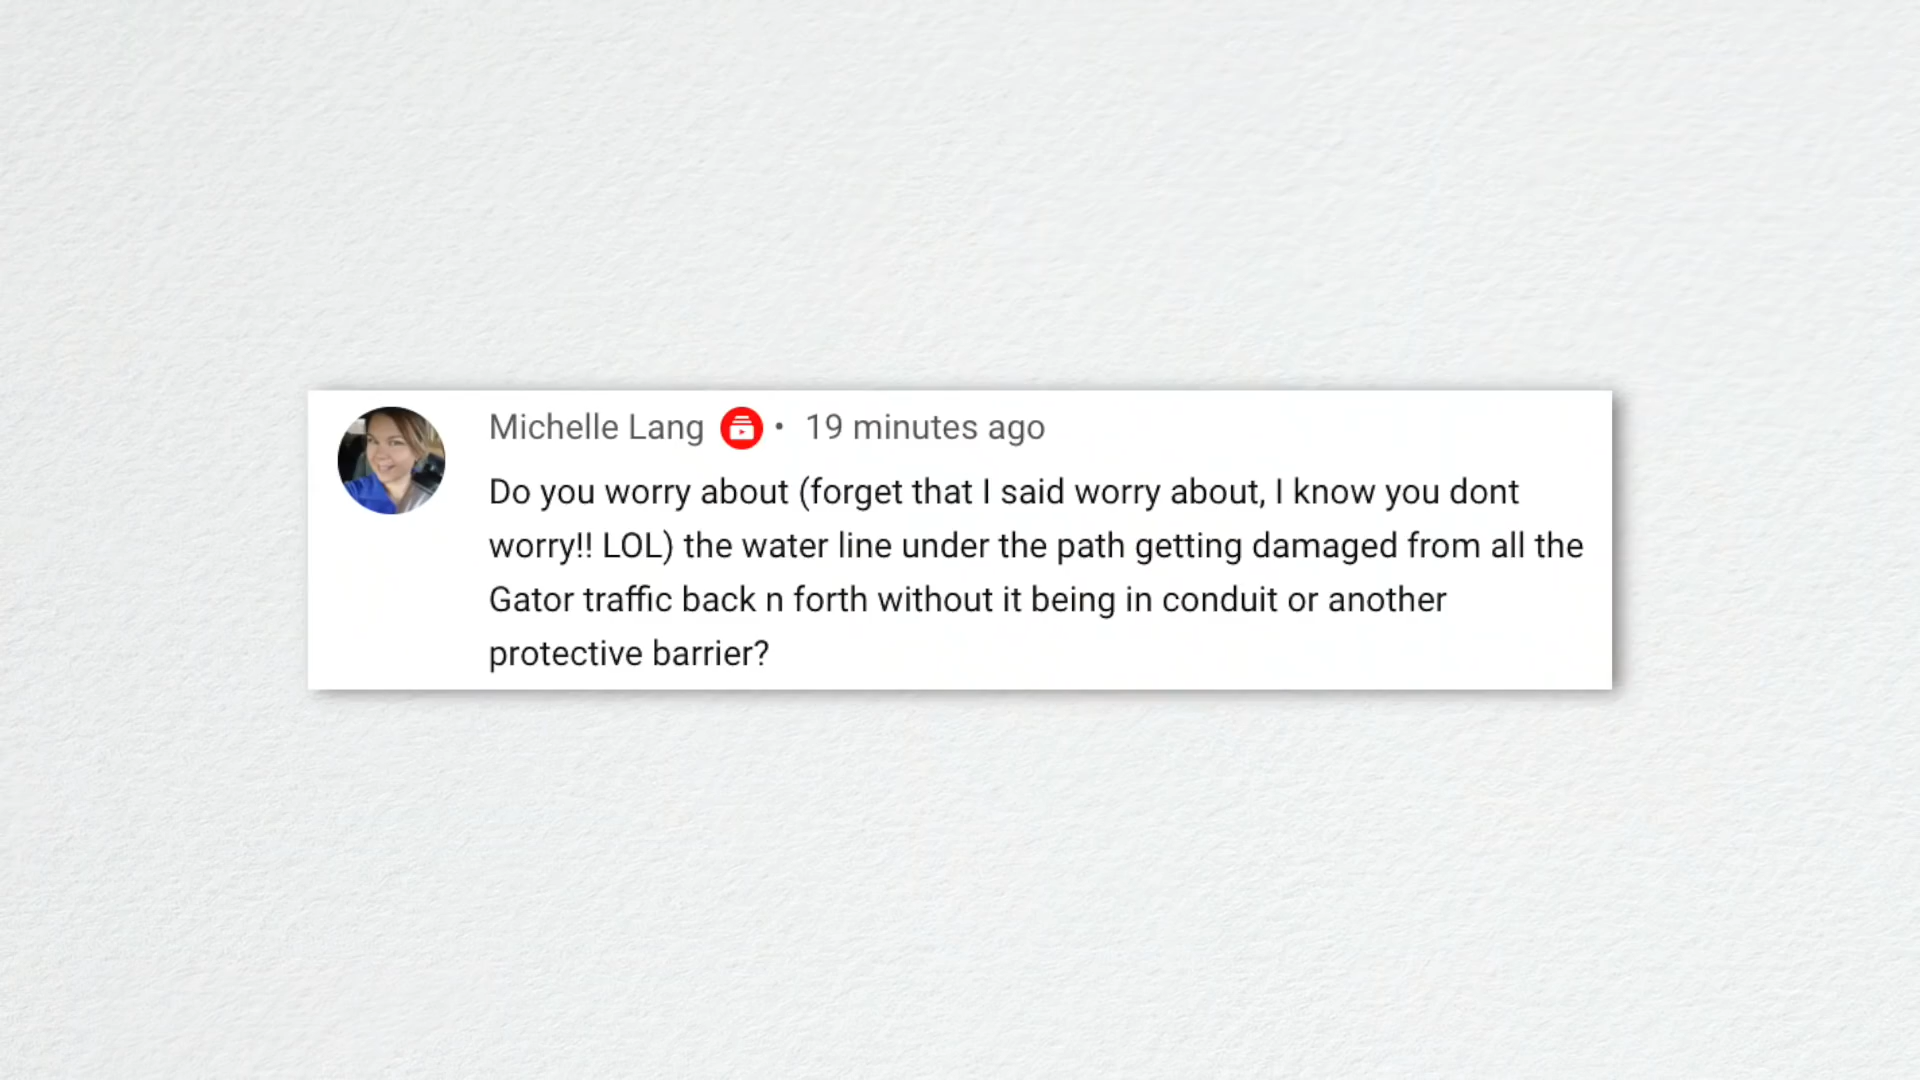 Michelle Lang • 19 minutes ago
Do you worry about (forget that I said worry about, I know you dont
worry!! LOL) the water line under the path getting damaged from all the
Gator traffic back n forth without it being in conduit or another
protective barrier?